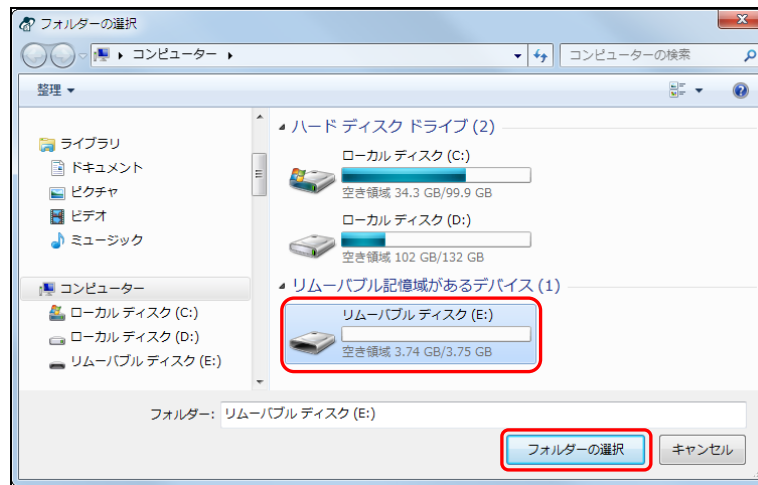 フォルダーの選択
コンピューター
コンピューターの検索
整理
ライブラリ
ドキュメント
ピクチャ
ビデオ
ミュージック
コンピューター
ローカル ディスク (C:)
ローカル ディスク (D:)
リムーバブル ディスク (E:)
ハード ディスク ドライブ (2)
ローカル ディスク (C:)
空き領域 34.3 GB/99.9 GB
ローカル ディスク (D:)
空き領域 102 GB/132 GB
リムーバブル記憶域があるデバイス (1)
リムーバブル ディスク (E:)
空き領域 3.74 GB/3.75 GB
フォルダー: リムーバブル ディスク (E:)
フォルダーの選択 キャンセル